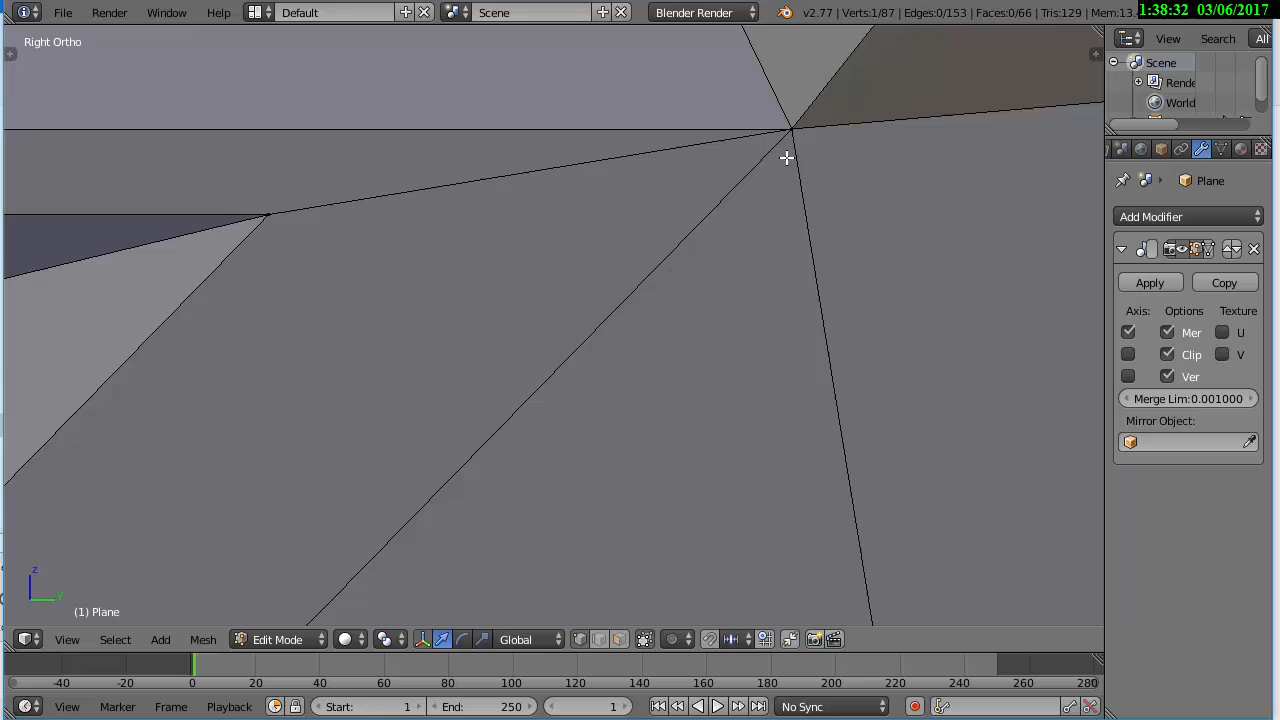 File Render Window Help Default Scene Blender Render v2.77 | Verts:1/87 | Edges:0/153 | Faces:0/66 | Tris:129 | Mem:13.
1:38:32 03/06/2017
Right Ortho
View Search All
Scene
Rende
World
Plane
Add Modifier
Apply Copy
Axis: Options Texture
Mer U
Clip V
Ver
Merge Lim:0.001000
Mirror Object:
z
y
(1) Plane
View Select Add Mesh Edit Mode Global
-40 -20 0 20 40 60 80 100 120 140 160 180 200 220 240 260 280
View Marker Frame Playback Start: 1 End: 250 1 No Sync